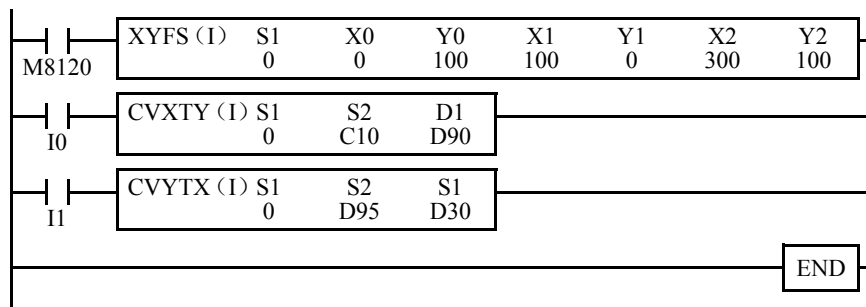 XYFS（I） S1 X0 Y0 X1 Y1 X2 Y2
M8120 0 0 100 100 0 300 100
CVXTY（I） S1 S2 D1
I0 0 C10 D90
CVYTX（I） S1 S2 S1
I1 0 D95 D30
END